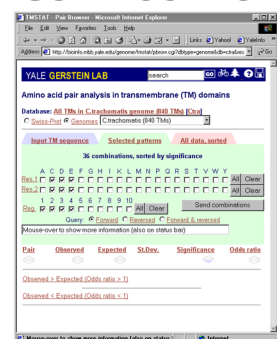 TMSTAT - Pair Browser - Microsoft Internet Explorer
File Edit View Favorites Tools Help
Links Yahoo! YaleInfo
Address http://bioinfo.mbb.yale.edu/genome/tmstat/pbrow.cgi?dbtype=genome&db=ctra&res Go
YALE GERSTEIN LAB search GO
Amino acid pair analysis in transmembrane (TM) domains
Database: All TMs in C.trachomatis genome (840 TMs) [Ctra]
Swiss-Prot Genomes C.trachomatis (840 TMs)
Input TM sequence Selected patterns All data, sorted
36 combinations, sorted by significance
A C D E F G H I K L M N P Q R S T V W Y
Res.1 All Clear
Res.2 All Clear
1 2 3 4 5 6 7 8 9 10
Reg. All Clear Send combinations
Query: Forward Reversed Forward & reversed
Mouse-over to show more information (also on status bar)
Pair Observed Expected St.Dev. Significance Odds ratio
Observed > Expected (Odds ratio > 1)
Observed < Expected (Odds ratio < 1)
Mouse-over to show more information (also on status Internet